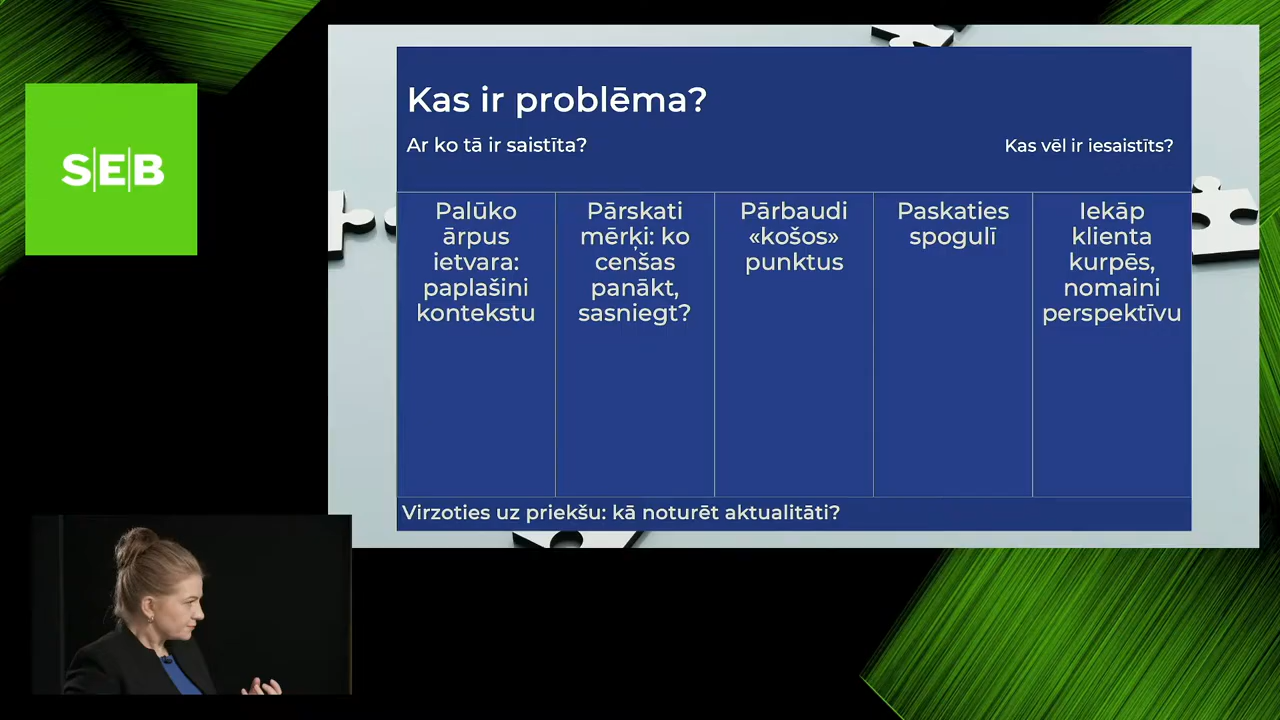 SEB
Kas ir problēma?
Ar ko tā ir saistīta?
Kas vēl ir iesaistīts?
Palūko
ārpus
ietvara:
paplašini
kontekstu
Pārskati
mērķi: ko
cenšas
panākt,
sasniegt?
Pārbaudi
«košos»
punktus
Paskaties
spogulī
Iekāp
klienta
kurpēs,
nomaini
perspektīvu
Virzoties uz priekšu: kā noturēt aktualitāti?